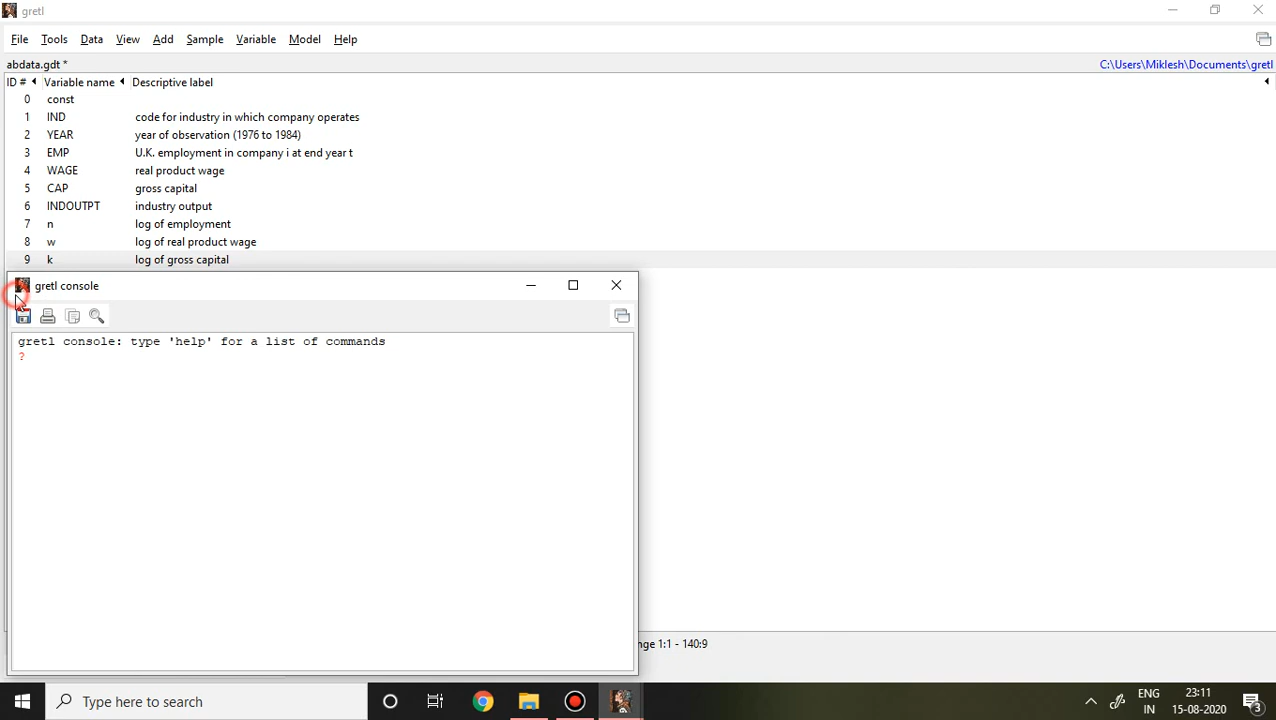 gretl
File Tools Data View Add Sample Variable Model Help
abdata.gdt * C:\Users\Miklesh\Documents\gretl
ID # Variable name Descriptive label
0 const
1 IND code for industry in which company operates
2 YEAR year of observation (1976 to 1984)
3 EMP U.K. employment in company i at end year t
4 WAGE real product wage
5 CAP gross capital
6 INDOUTPT industry output
7 n log of employment
8 w log of real product wage
9 k log of gross capital
gretl console
gretl console: type 'help' for a list of commands
?
nge 1:1 - 140:9
Type here to search
ENG
IN
23:11
15-08-2020
3